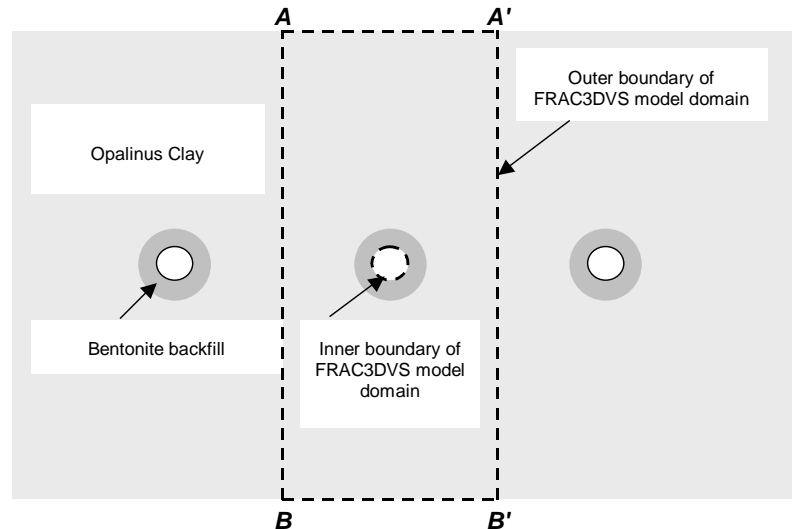 A
A'
Outer boundary of
FRAC3DVS model domain
Opalinus Clay
Bentonite backfill
Inner boundary of
FRAC3DVS model
domain
B
B'